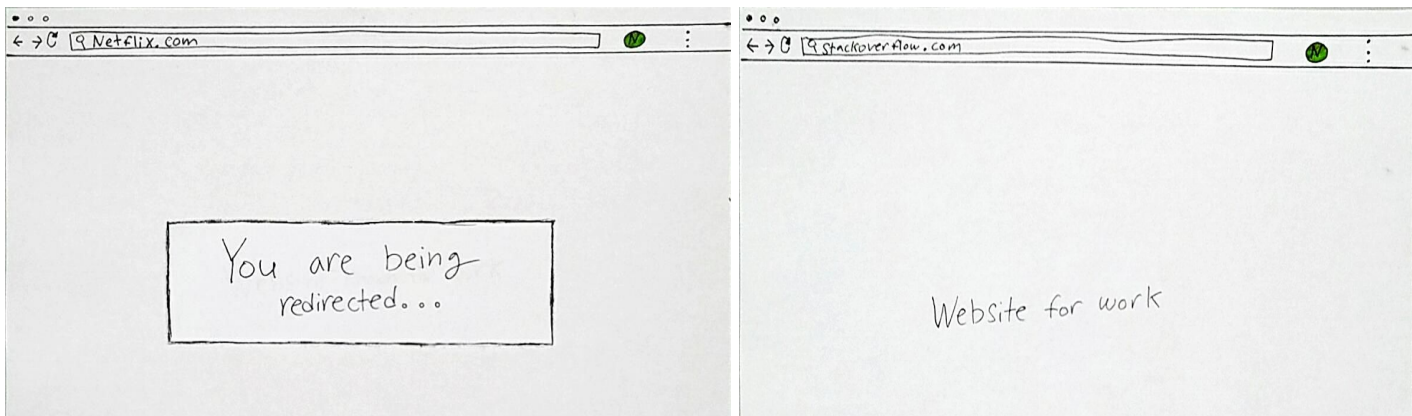 Netflix.com
N
You are being
redirected...
stackoverflow.com
N
Website for work